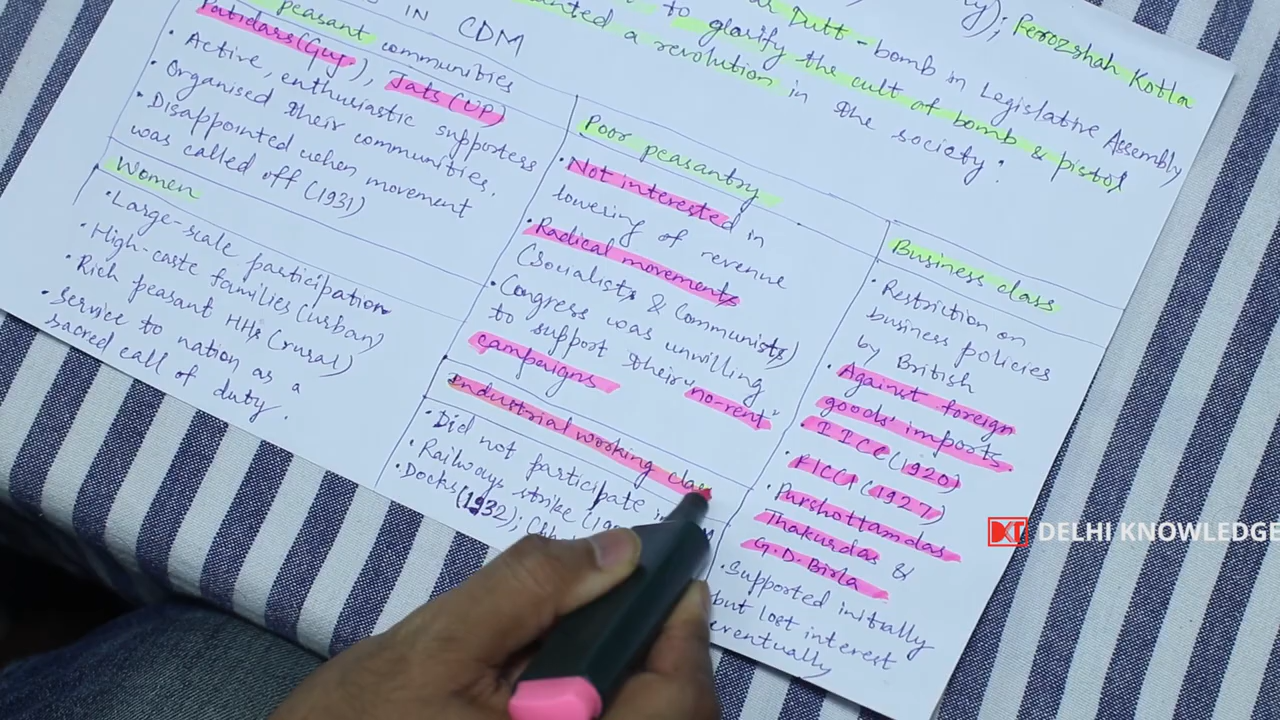 Dutt - bomb in Legislative Assembly
to glorify the cult of bomb & pistol
a revolution in the society.
Perozshah Kotla
IN CDM
peasant communities
Patidars (Guj), Jats (UP)
• Active, enthusiastic supporters
• Organised their communities.
• Disappointed when movement
was called off (1931)
Women
• Large-scale participation
• High-caste families (urban)
• Rich peasant HHs (rural)
• Service to nation as a
sacred call of duty.
Poor peasantry
• Not interested in
lowering of revenue
• Radical movements
(Socialists & Communists)
• Congress was unwilling
to support their "no-rent"
campaigns
Industrial working class
• Did not participate in
• Railways strike
• Docks (1932);
Business class
• Restriction on
business policies
by British
• Against foreign
goods' imports.
• IICC (1920)
• FICCI (1927)
• Purshottamdas
Thakurdas &
G.D. Birla
• Supported initially
but lost interest
eventually
DELHI KNOWLEDGE